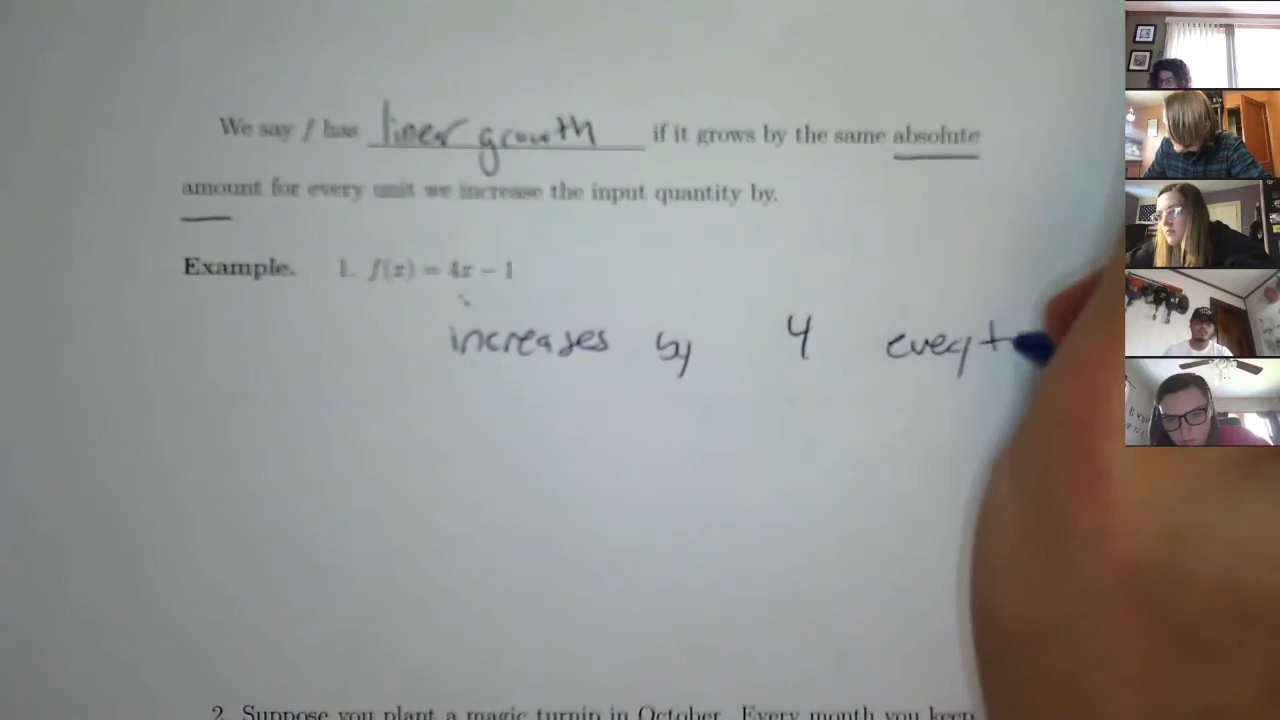 We say f has linear growth if it grows by the same absolute
amount for every unit we increase the input quantity by.
Example. 1. f(x) = 4x − 1
increases by 4 every t
2. Suppose you plant a magic turnip in October. Every month you keep